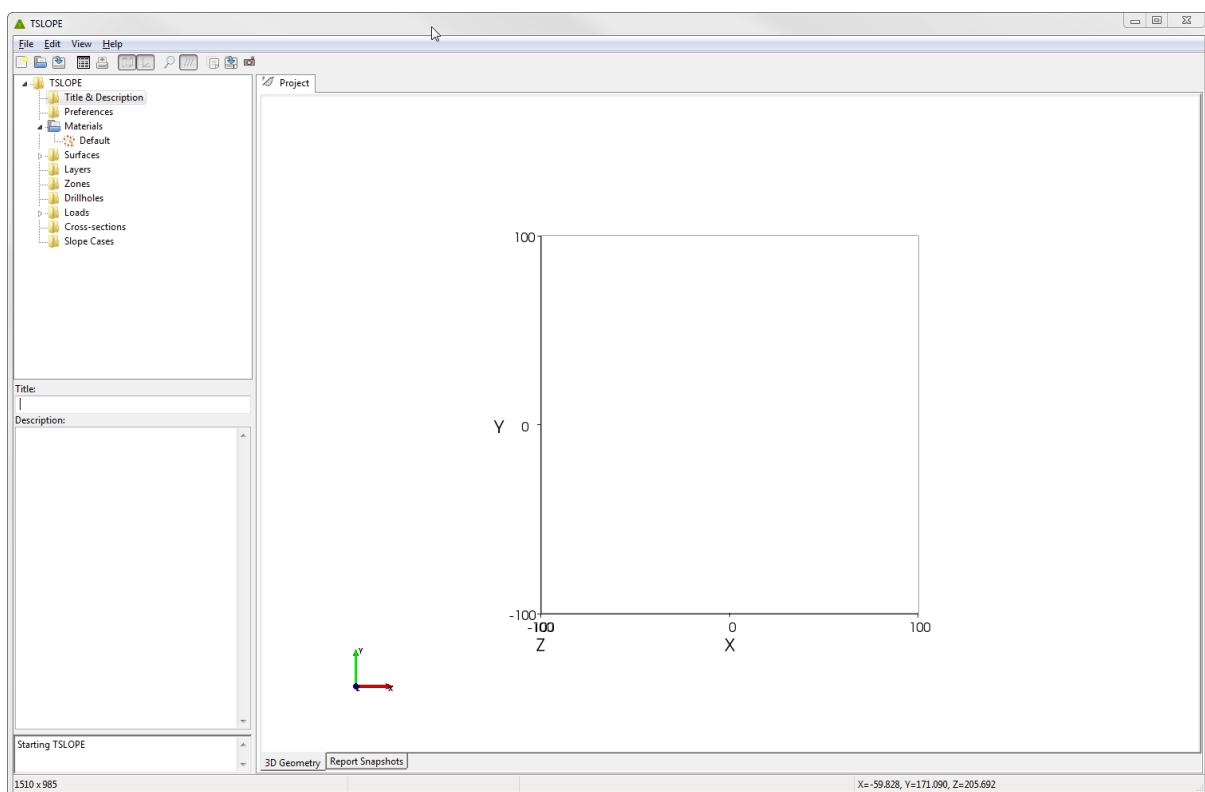 TSLOPE
File Edit View Help
TSLOPE
Title & Description
Preferences
Materials
Default
Surfaces
Layers
Zones
Drillholes
Loads
Cross-sections
Slope Cases
Title:
Description:
Starting TSLOPE
Project
100
Y 0
-100
-100 0 100
Z X
Y
X
3D Geometry Report Snapshots
1510 x 985 X=-59.828, Y=171.090, Z=205.692